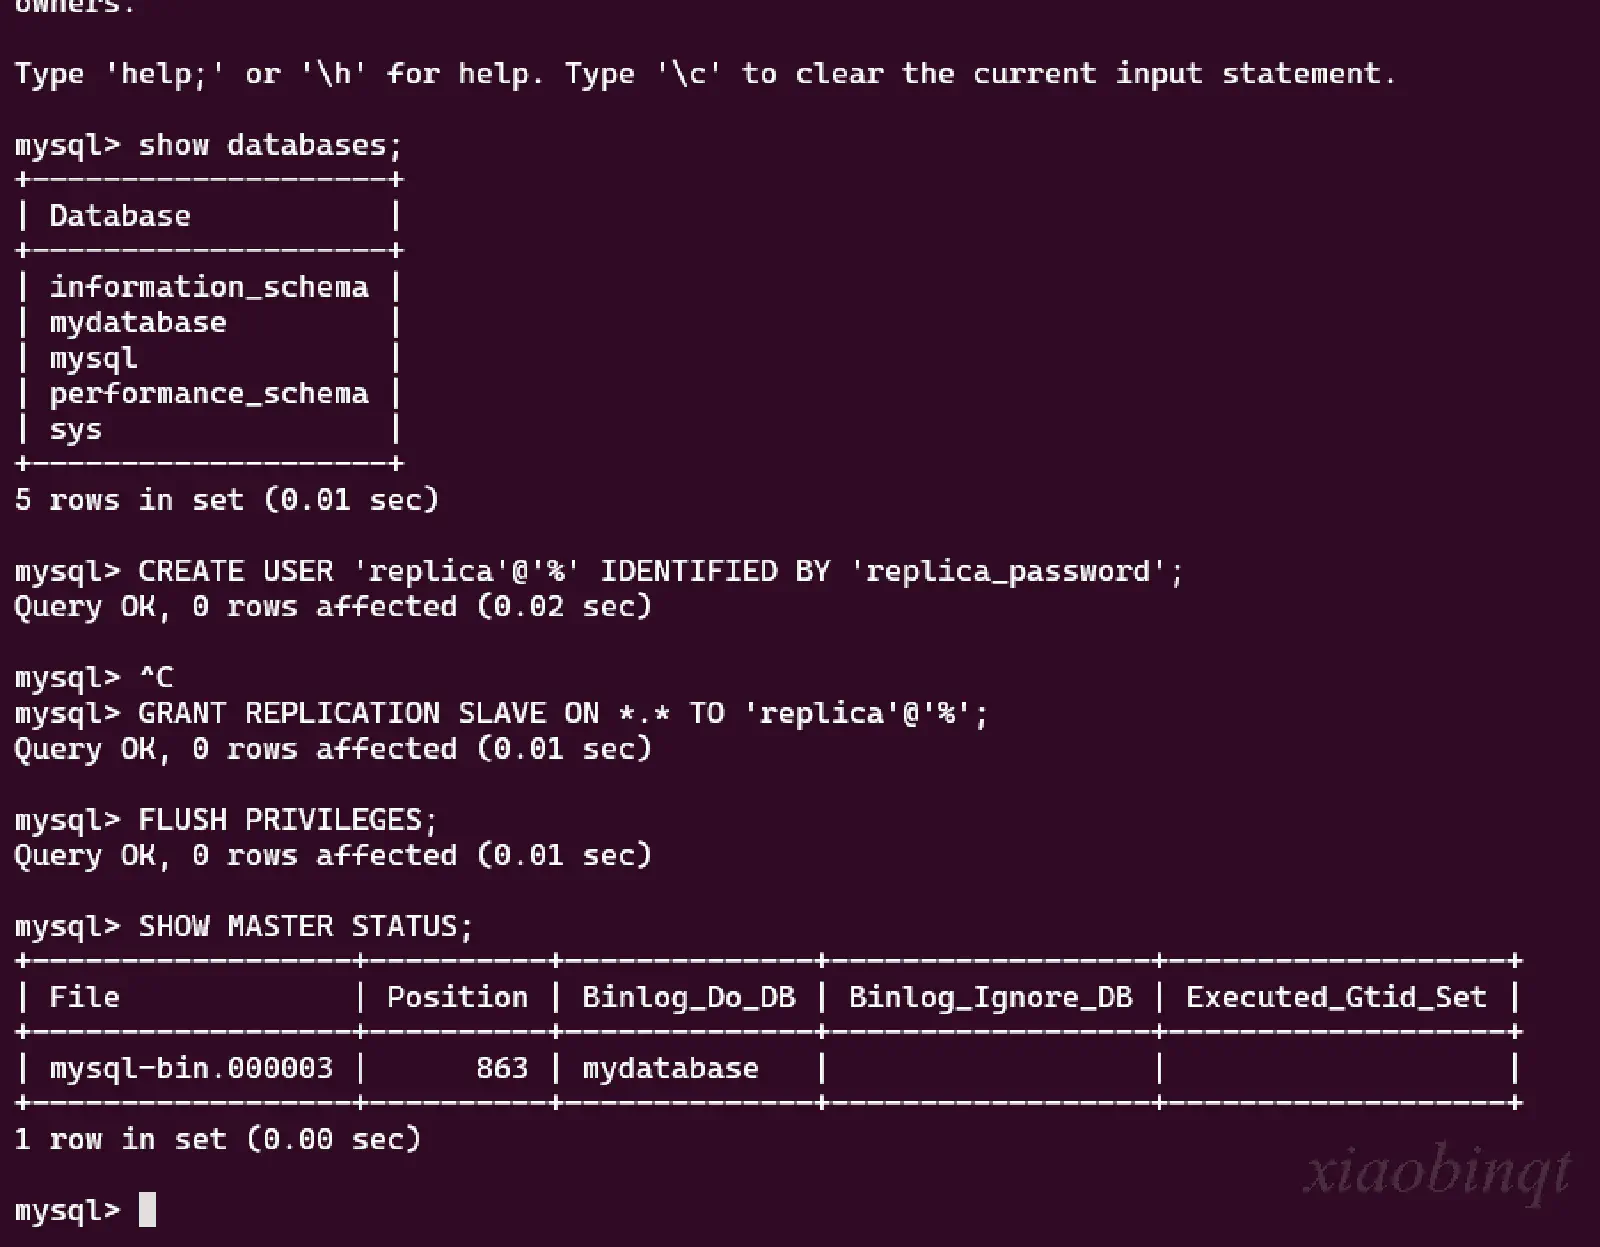 owners.
Type 'help;' or '\h' for help. Type '\c' to clear the current input statement.
mysql> show databases;
+--------------------+
| Database           |
+--------------------+
| information_schema |
| mydatabase         |
| mysql              |
| performance_schema |
| sys                |
+--------------------+
5 rows in set (0.01 sec)
mysql> CREATE USER 'replica'@'%' IDENTIFIED BY 'replica_password';
Query OK, 0 rows affected (0.02 sec)
mysql> ^C
mysql> GRANT REPLICATION SLAVE ON *.* TO 'replica'@'%';
Query OK, 0 rows affected (0.01 sec)
mysql> FLUSH PRIVILEGES;
Query OK, 0 rows affected (0.01 sec)
mysql> SHOW MASTER STATUS;
+------------------+----------+--------------+------------------+-------------------+
| File             | Position | Binlog_Do_DB | Binlog_Ignore_DB | Executed_Gtid_Set |
+------------------+----------+--------------+------------------+-------------------+
| mysql-bin.000003 |      863 | mydatabase   |                  |                   |
+------------------+----------+--------------+------------------+-------------------+
1 row in set (0.00 sec)
xiaobinqt
mysql>